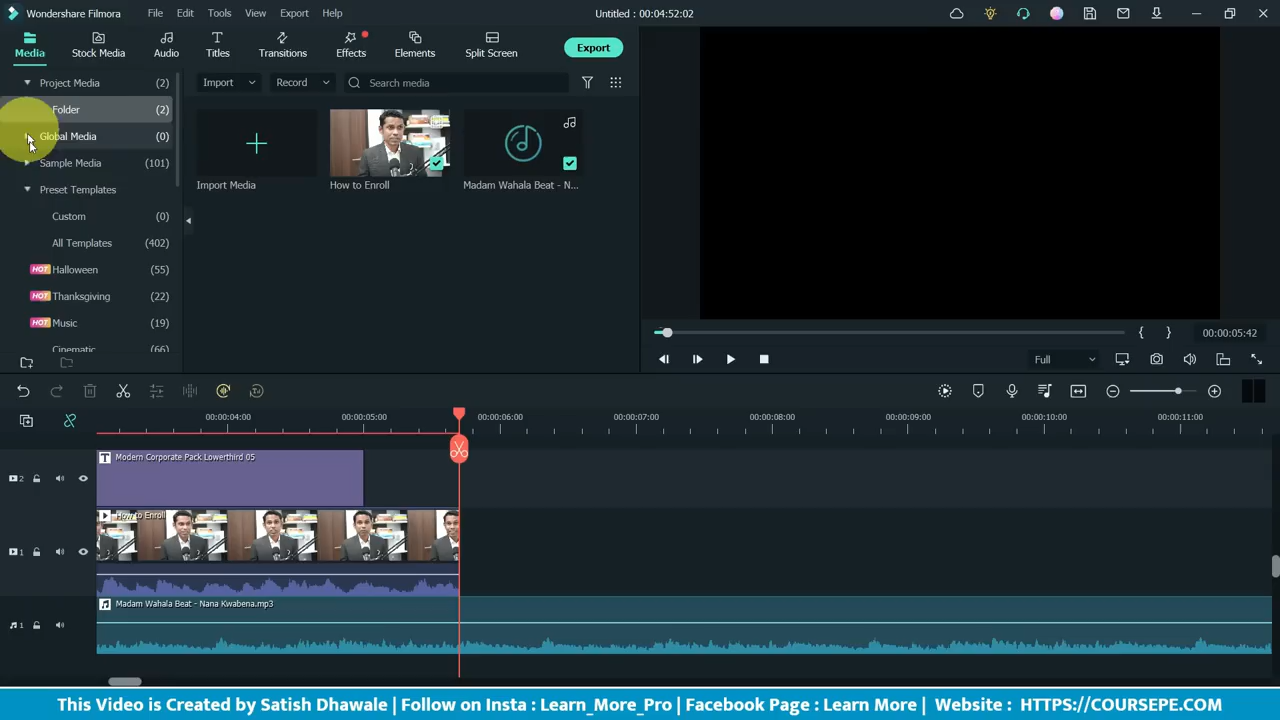 Wondershare Filmora
File
Edit
Tools
View
Export
Help
Untitled : 00:04:52:02
Media
Stock Media
Audio
Titles
Transitions
Effects
Elements
Split Screen
Export
Project Media (2)
Folder (2)
Global Media (0)
Sample Media (101)
Preset Templates
Custom (0)
All Templates (402)
HOT Halloween (55)
HOT Thanksgiving (22)
HOT Music (19)
Cinematic (66)
Import
Record
Search media
Import Media
How to Enroll
Madam Wahala Beat - N...
{ } 00:00:05:42
Full
00:00:04:00
00:00:05:00
00:00:06:00
00:00:07:00
00:00:08:00
00:00:09:00
00:00:10:00
00:00:11:00
2
T Modern Corporate Pack Lowerthird 05
1
How to Enroll
1
Madam Wahala Beat - Nana Kwabena.mp3
This Video is Created by Satish Dhawale | Follow on Insta : Learn_More_Pro | Facebook Page : Learn More | Website : HTTPS://COURSEPE.COM